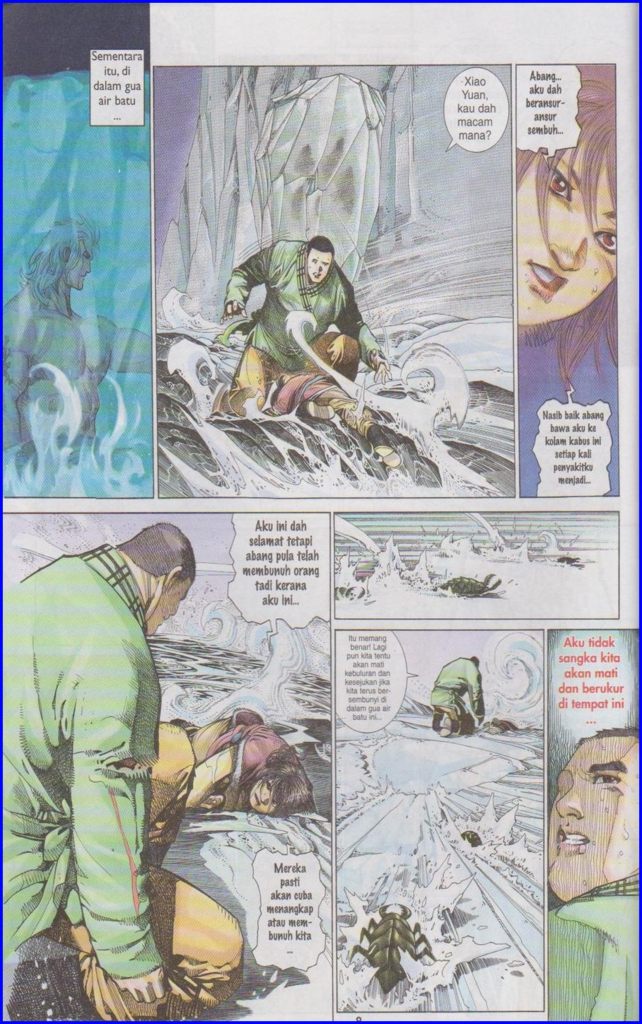 Sementara
itu, di
dalam gua
air batu
...
Xiao
Yuan,
kau dah
macam
mana?
Abang...
aku dah
beransur-
ansur
sembuh...
Nasib baik abang
bawa aku ke
kolam kabus ini
setiap kali
penyakitku
menjadi...
Aku ini dah
selamat tetapi
abang pula telah
membunuh orang
tadi kerana
aku ini...
Mereka
pasti
akan cuba
menangkap
atau mem-
bunuh kita
...
Itu memang
benar! Lagi
pun kita tentu
akan mati
kebuluran dan
kesejukan jika
kita terus ber-
sembunyi di
dalam gua air
batu ini...
Aku tidak
sangka kita
akan mati
dan berukur
di tempat ini
...